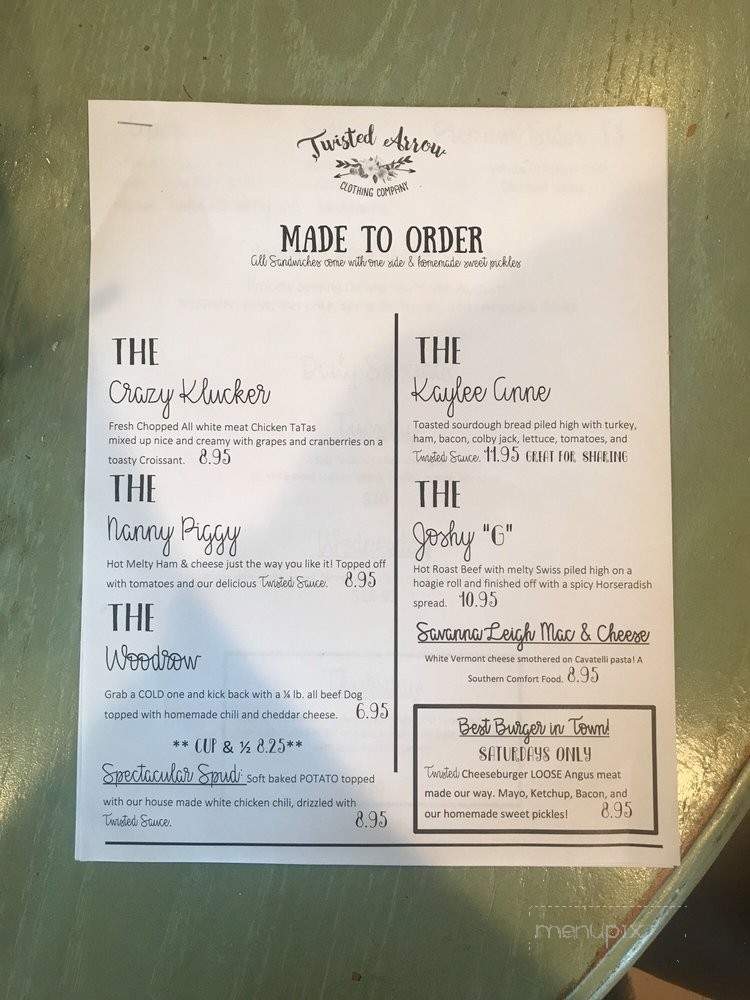 Twisted Arrow
CLOTHING COMPANY
MADE TO ORDER
All Sandwiches come with one side & homemade sweet pickles
THE
Crazy Klucker
Fresh Chopped All white meat Chicken TaTas
mixed up nice and creamy with grapes and cranberries on a
toasty Croissant. 8.95
THE
Nanny Piggy
Hot Melty Ham & cheese just the way you like it! Topped off
with tomatoes and our delicious Twisted Sauce. 8.95
THE
Woodrow
Grab a COLD one and kick back with a ¼ lb. all beef Dog
topped with homemade chili and cheddar cheese. 6.95
** CUP & ½ 8.25**
Spectacular Spud: Soft baked POTATO topped
with our house made white chicken chili, drizzled with
Twisted Sauce. 8.95
THE
Kaylee Anne
Toasted sourdough bread piled high with turkey,
ham, bacon, colby jack, lettuce, tomatoes, and
Twisted Sauce. 11.95 GREAT FOR SHARING
THE
Joshy "G"
Hot Roast Beef with melty Swiss piled high on a
hoagie roll and finished off with a spicy Horseradish
spread. 10.95
Savanna Leigh Mac & Cheese
White Vermont cheese smothered on Cavatelli pasta! A
Southern Comfort Food. 8.95
Best Burger in Town!
SATURDAYS ONLY
Twisted Cheeseburger LOOSE Angus meat
made our way. Mayo, Ketchup, Bacon, and
our homemade sweet pickles! 8.95
menupix